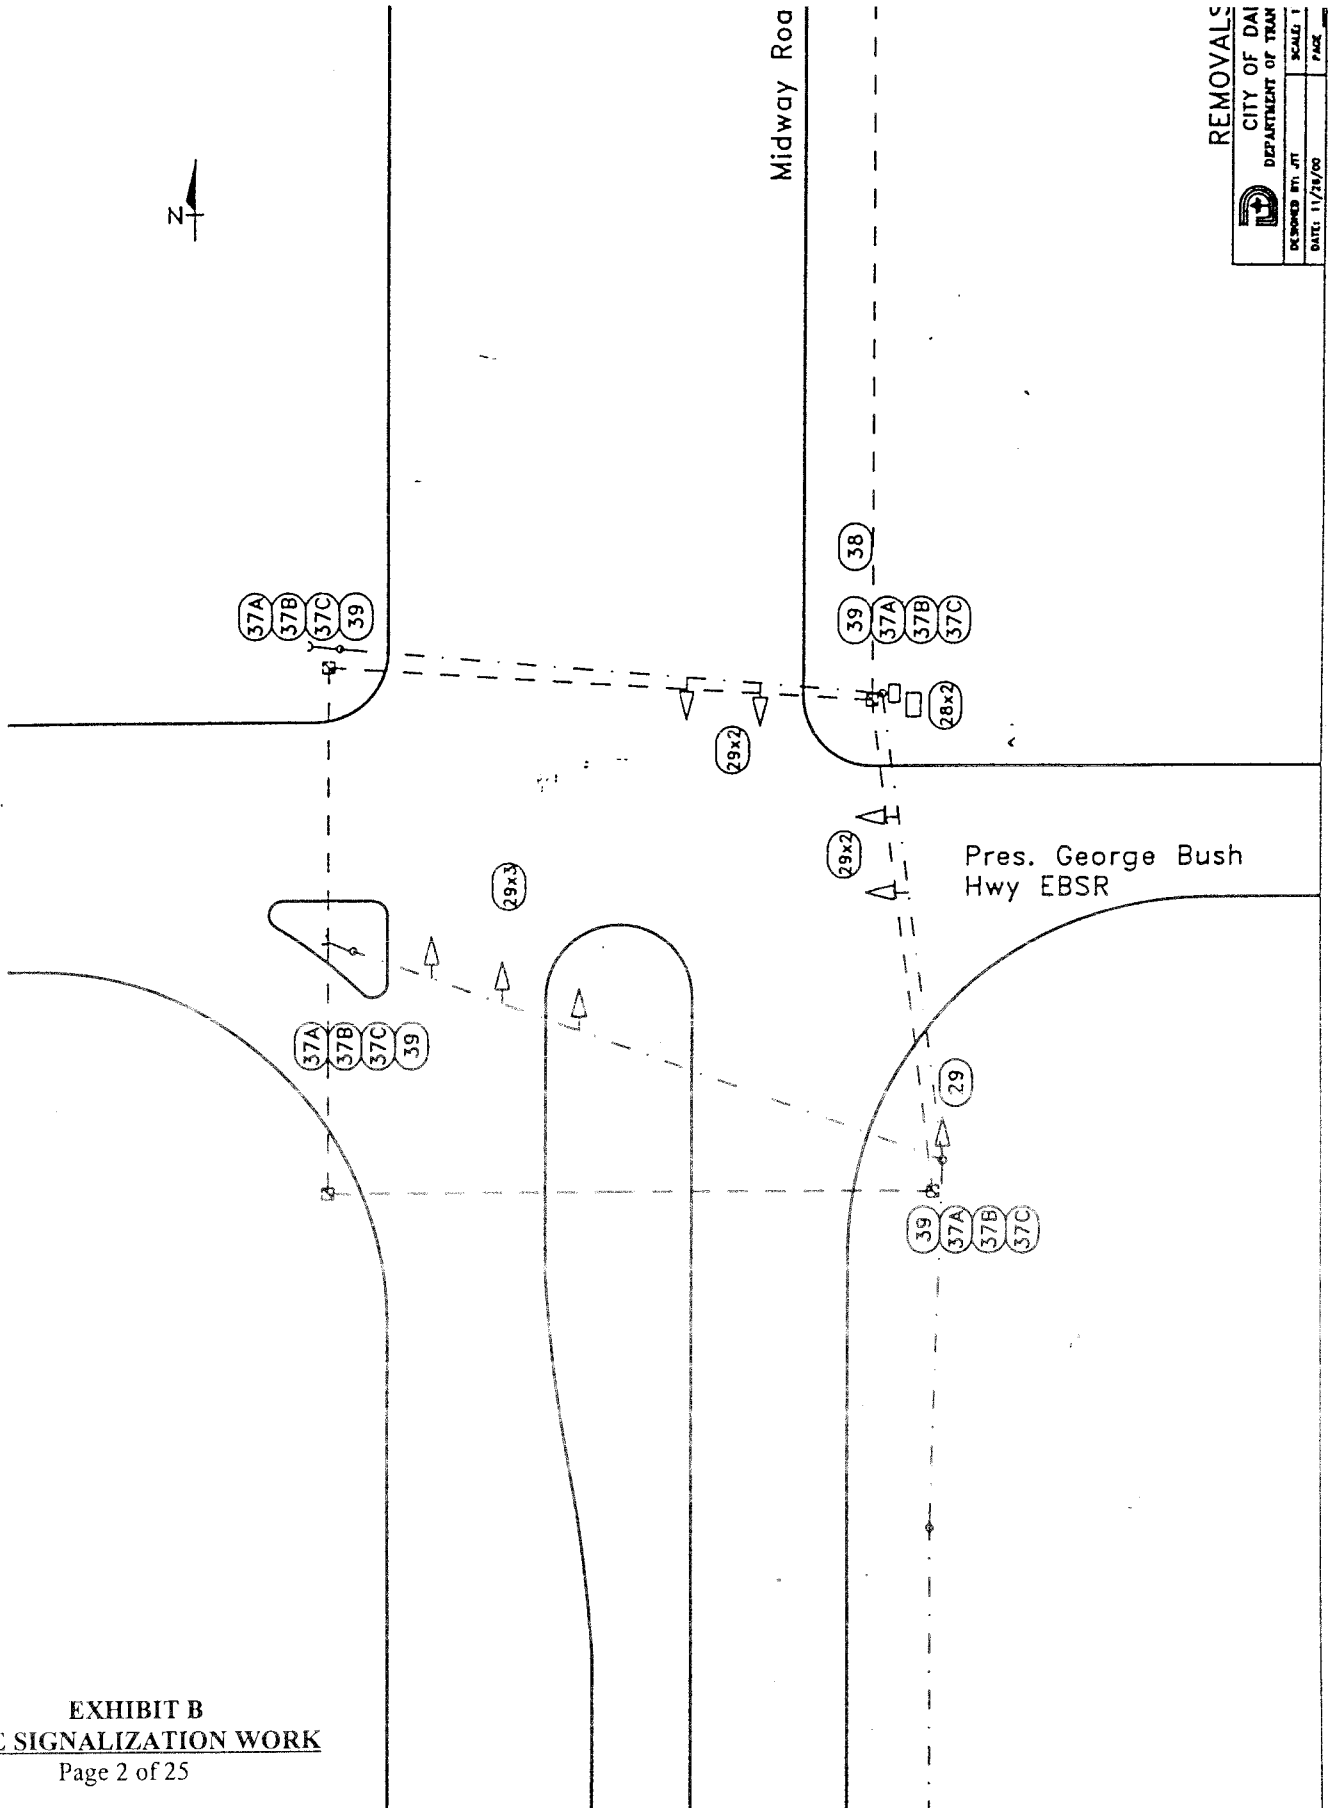 REMOVALS
CITY OF DAL
DEPARTMENT OF TRAN
DESIGNED BY: JTT
SCALE: 1
DATE: 11/28/00
PAGE
Midway Roa
N
37A
37B
37C
39
38
39
37A
37B
37C
28x2
29x2
29x2
29x3
Pres. George Bush
Hwy EBSR
37A
37B
37C
39
29
39
37A
37B
37C
EXHIBIT B
SIGNALIZATION WORK
Page 2 of 25